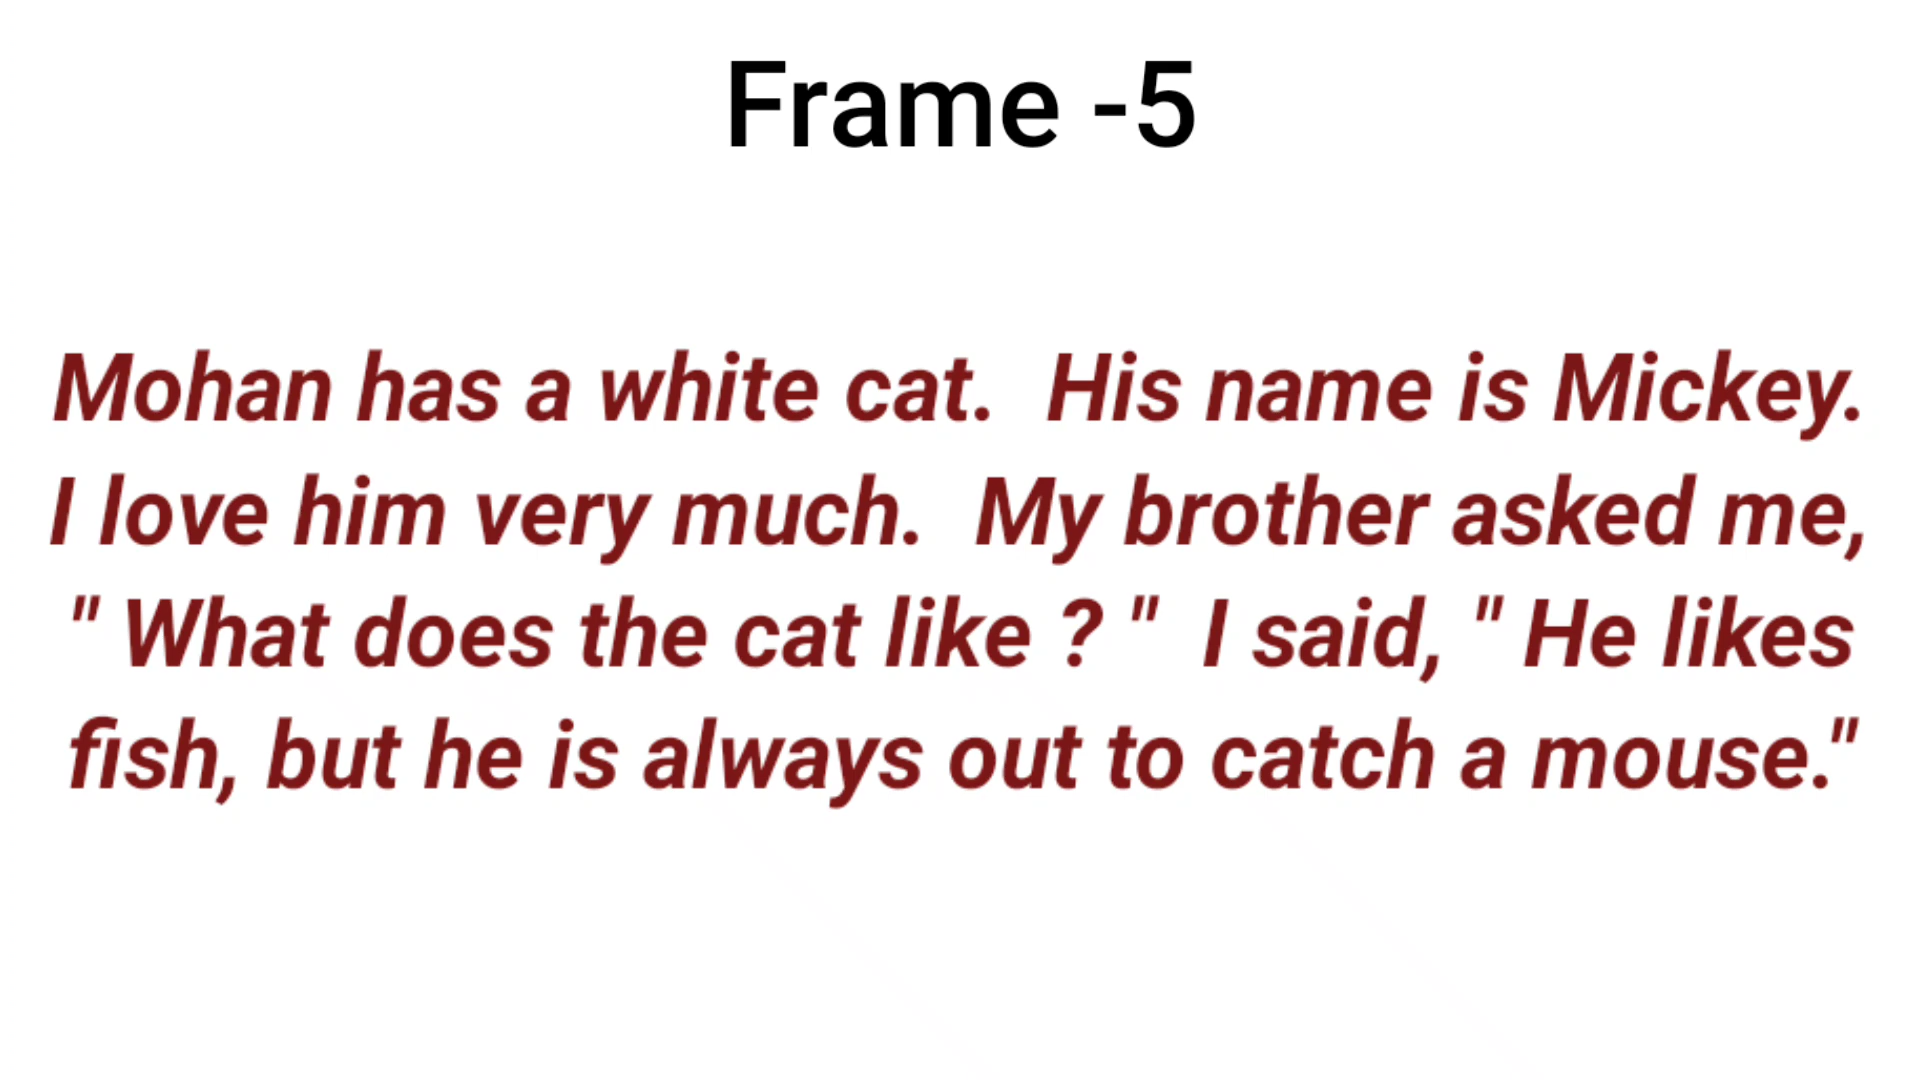 Frame -5
Mohan has a white cat.  His name is Mickey.
I love him very much.  My brother asked me,
" What does the cat like ? "  I said, " He likes
fish, but he is always out to catch a mouse."